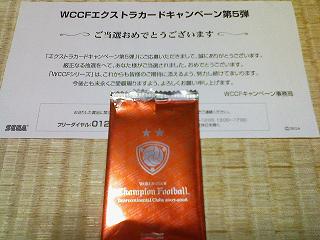 WCCFエクストラカードキャンペーン第5弾
ご当選おめでとうございます
「エクストラカードキャンペーン第5弾」にご応募いただきまして、誠にありがとうございます。
厳正なる抽選をへて、あなた様がご当選されました。おめでとうございます。
「WCCFシリーズ」は、これからも皆様のご期待に添えるよう、努力し続けてまいります。
今後とも末永くご愛顧賜りますよう、よろしくお願い申し上げます。
WCCFキャンペーン事務局
フリーダイヤル:012
SEGA
©SEGA
WORLD CLUB
Champion Football
Intercontinental Clubs 2007-2008